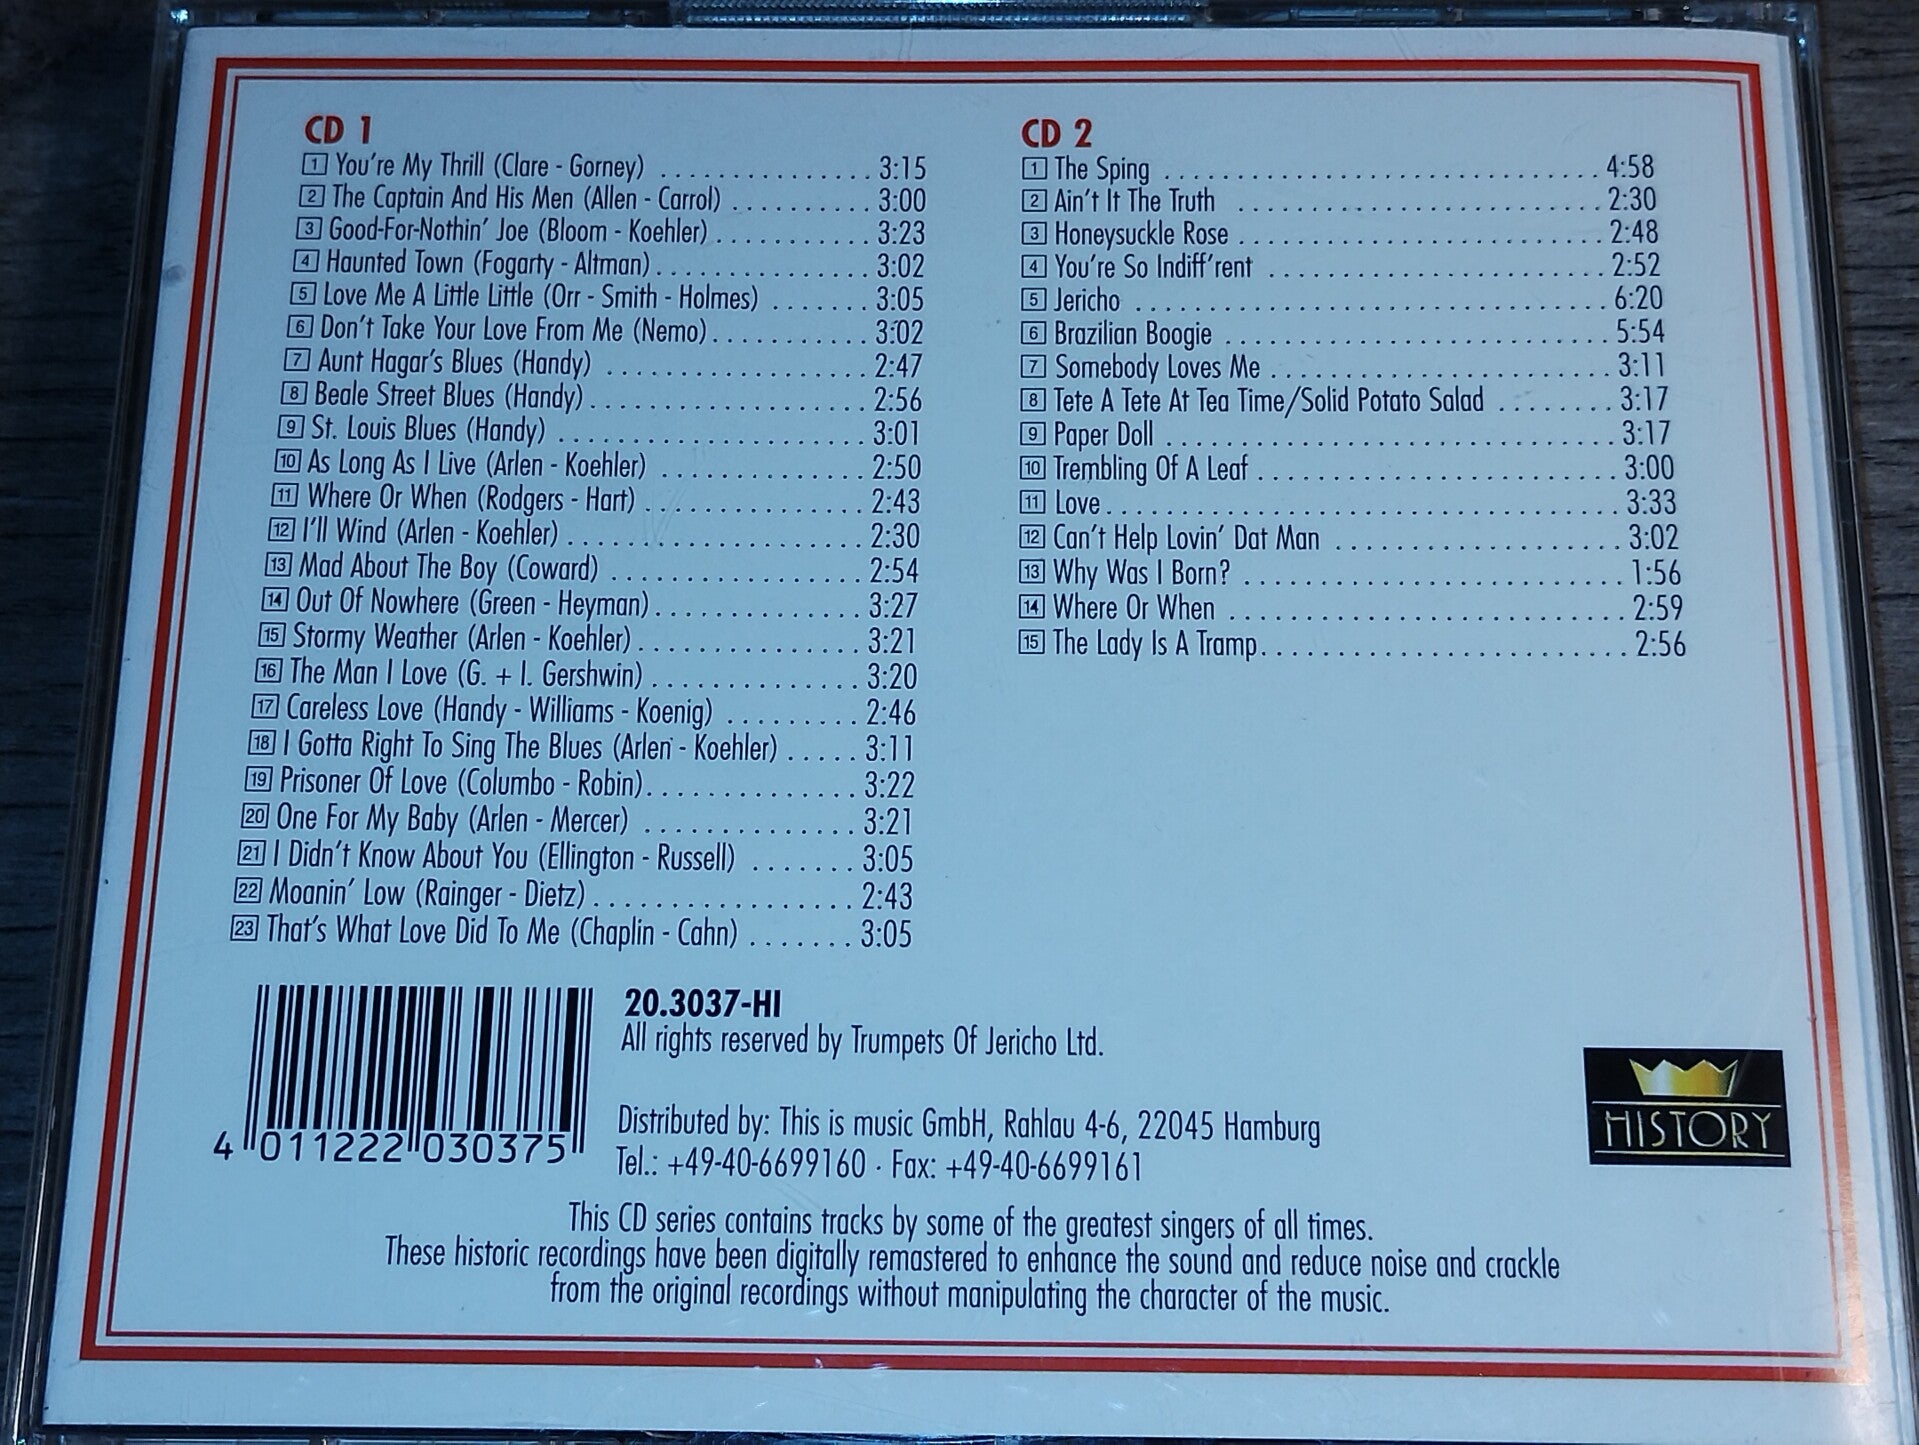 CD 1
1 You're My Thrill (Clare - Gorney) ................ 3:15
2 The Captain And His Men (Allen - Carrol) .......... 3:00
3 Good-For-Nothin' Joe (Bloom - Koehler)............ 3:23
4 Haunted Town (Fogarty - Altman)................ 3:02
5 Love Me A Little Little (Orr - Smith - Holmes) ....... 3:05
6 Don't Take Your Love From Me (Nemo)............ 3:02
7 Aunt Hagar's Blues (Handy) .................... 2:47
8 Beale Street Blues (Handy)..................... 2:56
9 St. Louis Blues (Handy) ....................... 3:01
10 As Long As I Live (Arlen - Koehler) ................ 2:50
11 Where Or When (Rodgers - Hart) ................. 2:43
12 I'll Wind (Arlen - Koehler) ....................... 2:30
13 Mad About The Boy (Coward) ................... 2:54
14 Out Of Nowhere (Green - Heyman)................ 3:27
15 Stormy Weather (Arlen - Koehler)................. 3:21
16 The Man I Love (G. + I. Gershwin) ................ 3:20
17 Careless Love (Handy - Williams - Koenig) .......... 2:46
18 I Gotta Right To Sing The Blues (Arlen - Koehler) ..... 3:11
19 Prisoner Of Love (Columbo - Robin)................ 3:22
20 One For My Baby (Arlen - Mercer) ................ 3:21
21 I Didn't Know About You (Ellington - Russell) ........ 3:05
22 Moanin' Low (Rainger - Dietz).................... 2:43
23 That's What Love Did To Me (Chaplin - Cahn) ....... 3:05
CD 2
1 The Sping ................................. 4:58
2 Ain't It The Truth ............................ 2:30
3 Honeysuckle Rose ............................ 2:48
4 You're So Indiff'rent .......................... 2:52
5 Jericho .................................... 6:20
6 Brazilian Boogie ............................. 5:54
7 Somebody Loves Me .......................... 3:11
8 Tete A Tete At Tea Time/Solid Potato Salad ........ 3:17
9 Paper Doll ................................. 3:17
10 Trembling Of A Leaf ........................... 3:00
11 Love...................................... 3:33
12 Can't Help Lovin' Dat Man ...................... 3:02
13 Why Was I Born? ............................. 1:56
14 Where Or When .............................. 2:59
15 The Lady Is A Tramp............................ 2:56
20.3037-HI
All rights reserved by Trumpets Of Jericho Ltd.
Distributed by: This is music GmbH, Rahlau 4-6, 22045 Hamburg
Tel.: +49-40-6699160 · Fax: +49-40-6699161
4 011222 030375
HISTORY
This CD series contains tracks by some of the greatest singers of all times.
These historic recordings have been digitally remastered to enhance the sound and reduce noise and crackle
from the original recordings without manipulating the character of the music.